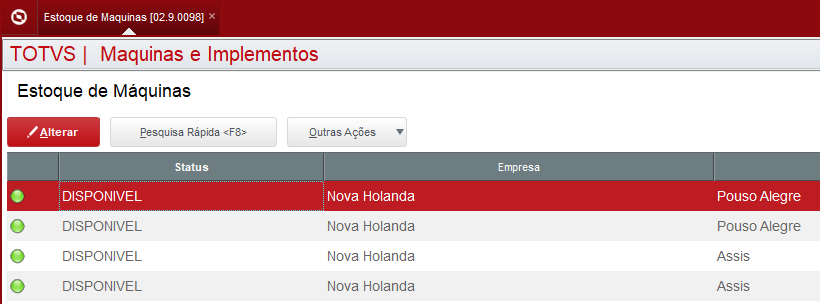 Estoque de Maquinas [02.9.0098] ×
TOTVS | Maquinas e Implementos
Estoque de Máquinas
Alterar Pesquisa Rápida <F8> Outras Ações
Status Empresa
DISPONIVEL Nova Holanda Pouso Alegre
DISPONIVEL Nova Holanda Pouso Alegre
DISPONIVEL Nova Holanda Assis
DISPONIVEL Nova Holanda Assis